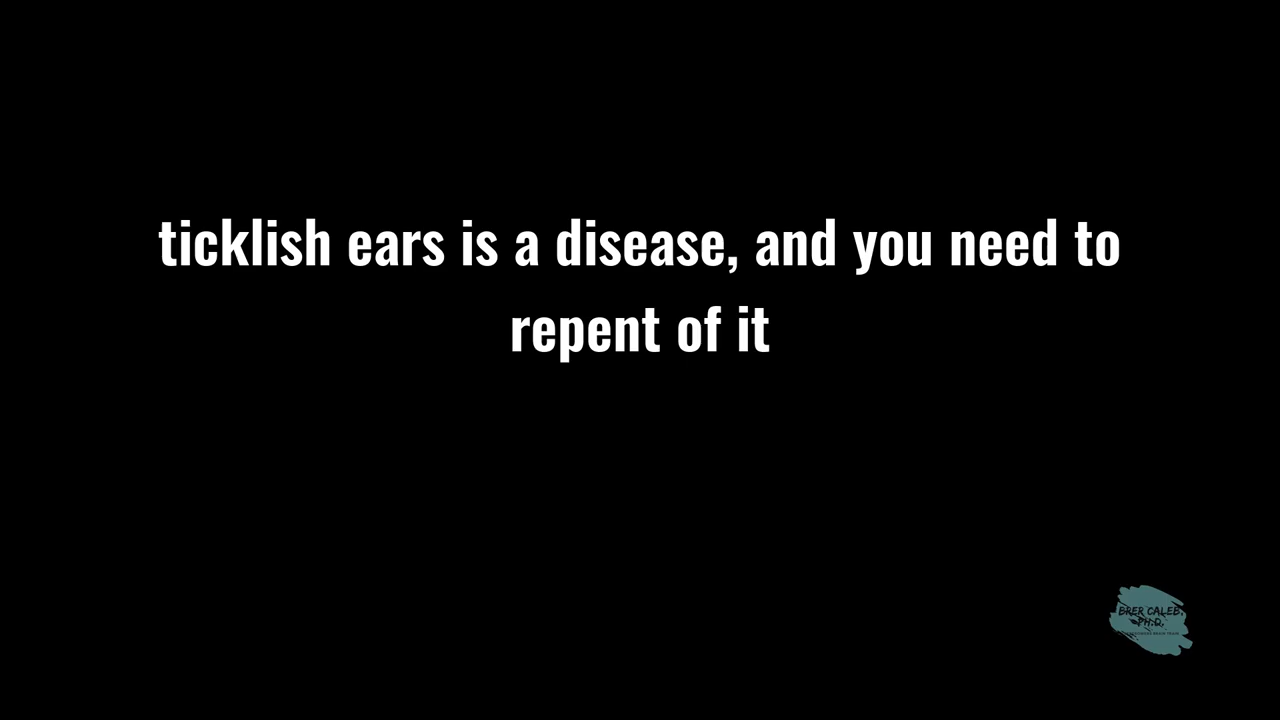 ticklish ears is a disease, and you need to
repent of it
BRER CALEB,
PH.D.